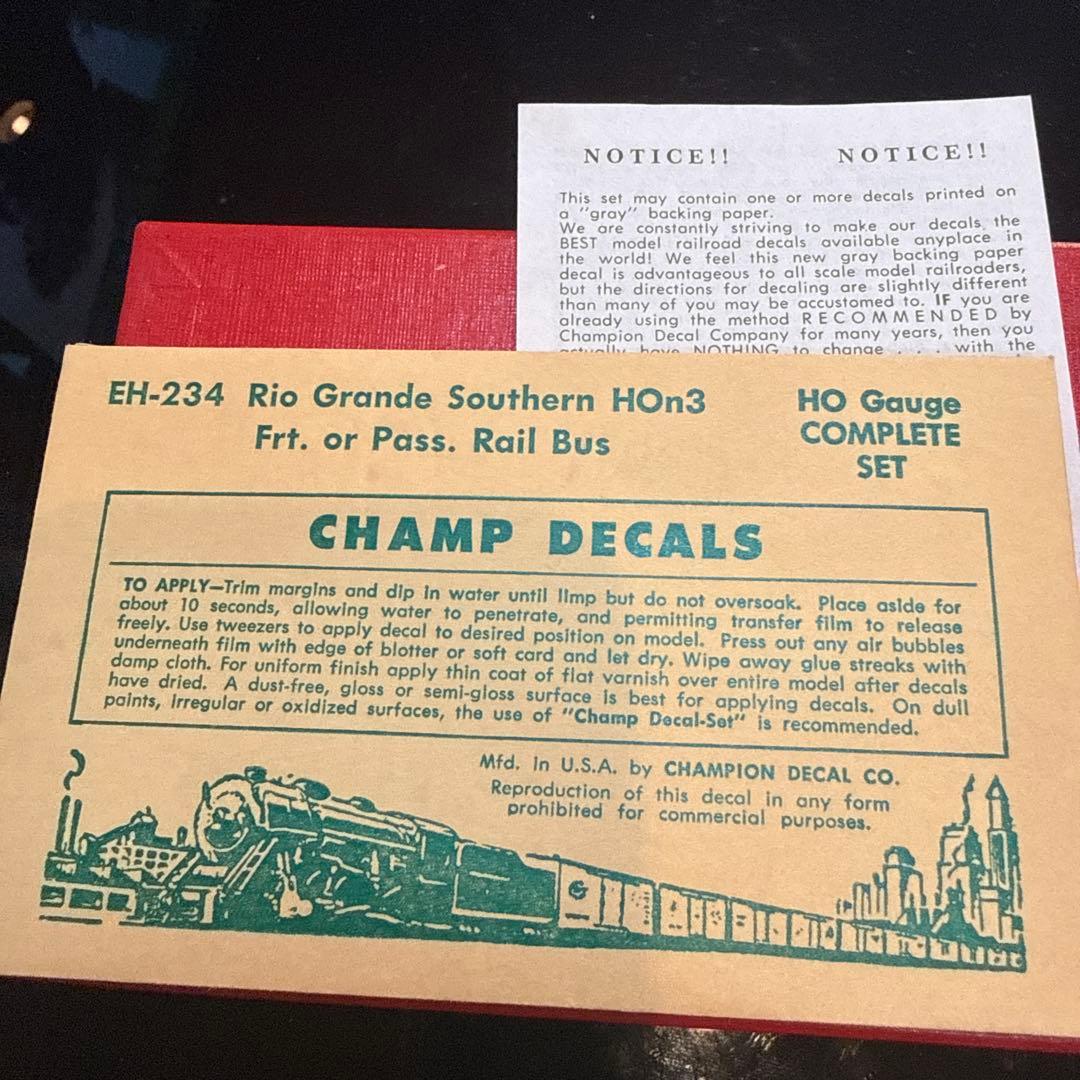 NOTICE!! NOTICE!!
This set may contain one or more decals printed on
a "gray" backing paper.
We are constantly striving to make our decals the
BEST model railroad decals available anyplace in
the world! We feel this new gray backing paper
decal is advantageous to all scale model railroaders,
but the directions for decaling are slightly different
than many of you may be accustomed to. IF you are
already using the method RECOMMENDED by
Champion Decal Company for many years, then you
actually have NOTHING to change . . . with the
EH-234 Rio Grande Southern HOn3
Frt. or Pass. Rail Bus
HO Gauge
COMPLETE
SET
CHAMP DECALS
TO APPLY—Trim margins and dip in water until limp but do not oversoak. Place aside for
about 10 seconds, allowing water to penetrate, and permitting transfer film to release
freely. Use tweezers to apply decal to desired position on model. Press out any air bubbles
underneath film with edge of blotter or soft card and let dry. Wipe away glue streaks with
damp cloth. For uniform finish apply thin coat of flat varnish over entire model after decals
have dried. A dust-free, gloss or semi-gloss surface is best for applying decals. On dull
paints, irregular or oxidized surfaces, the use of "Champ Decal-Set" is recommended.
Mfd. in U.S.A. by CHAMPION DECAL CO.
Reproduction of this decal in any form
prohibited for commercial purposes.